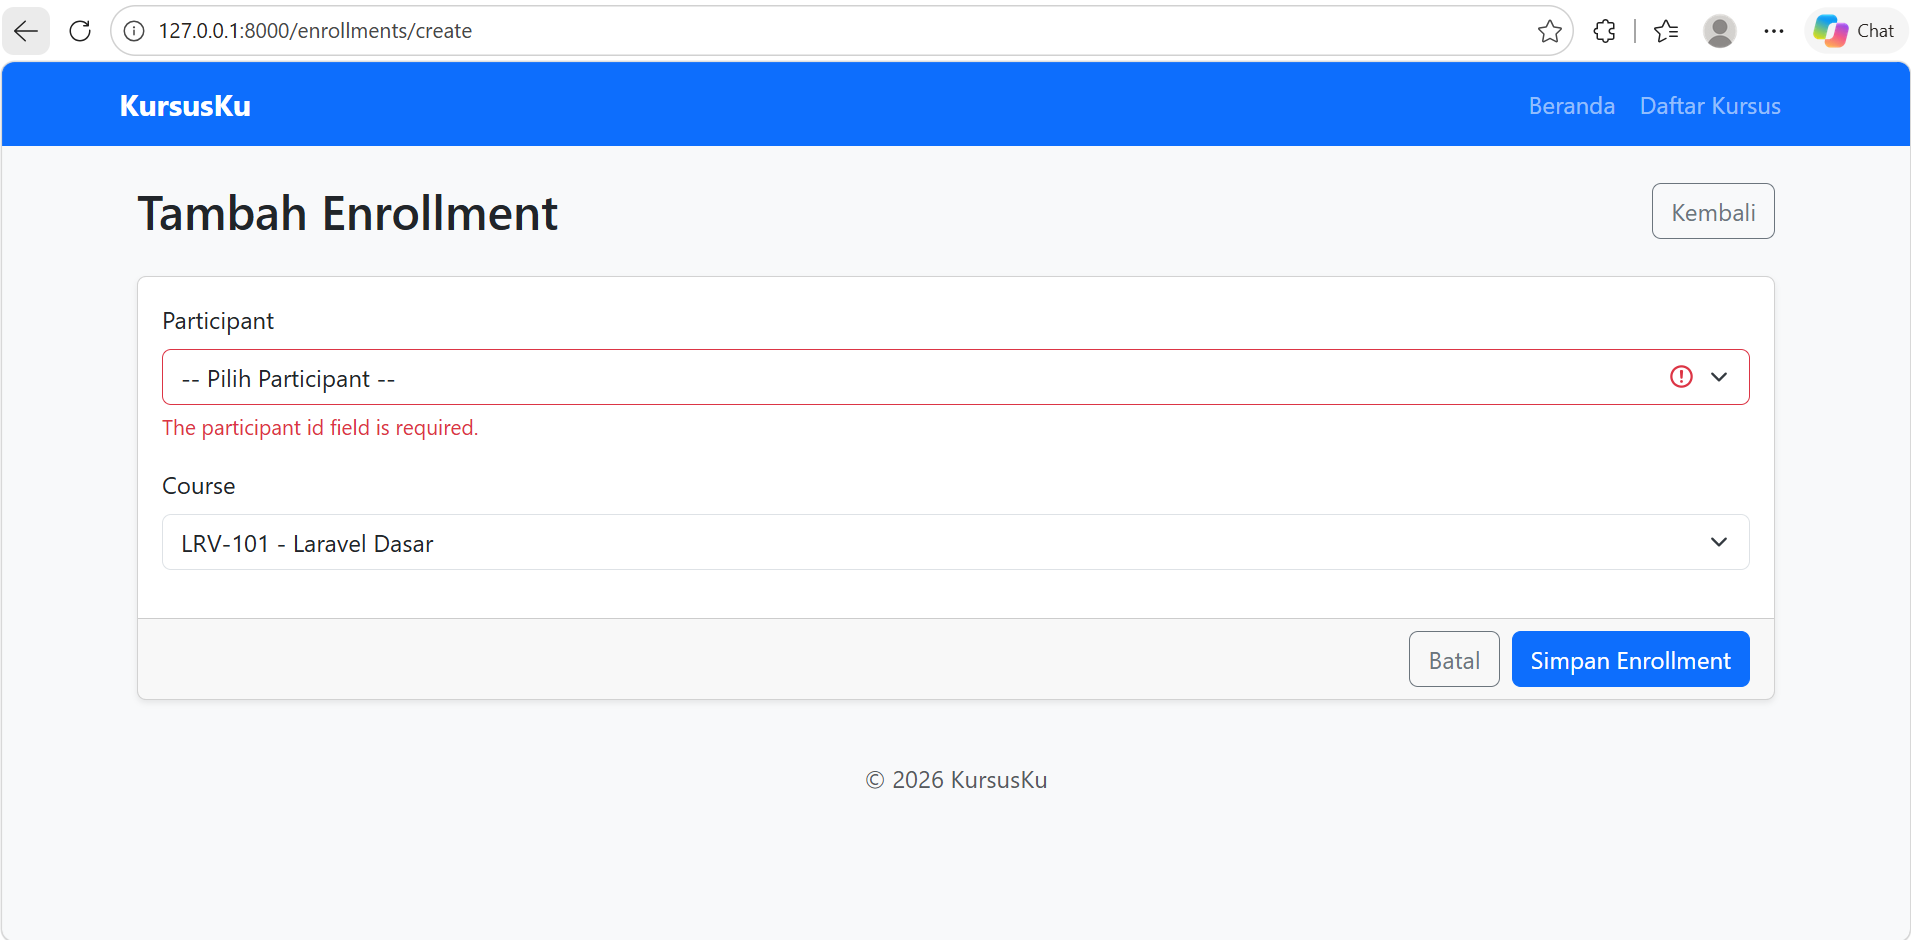 127.0.0.1:8000/enrollments/create
Chat
KursusKu
Beranda
Daftar Kursus
Tambah Enrollment
Kembali
Participant
-- Pilih Participant --
The participant id field is required.
Course
LRV-101 - Laravel Dasar
Batal
Simpan Enrollment
© 2026 KursusKu